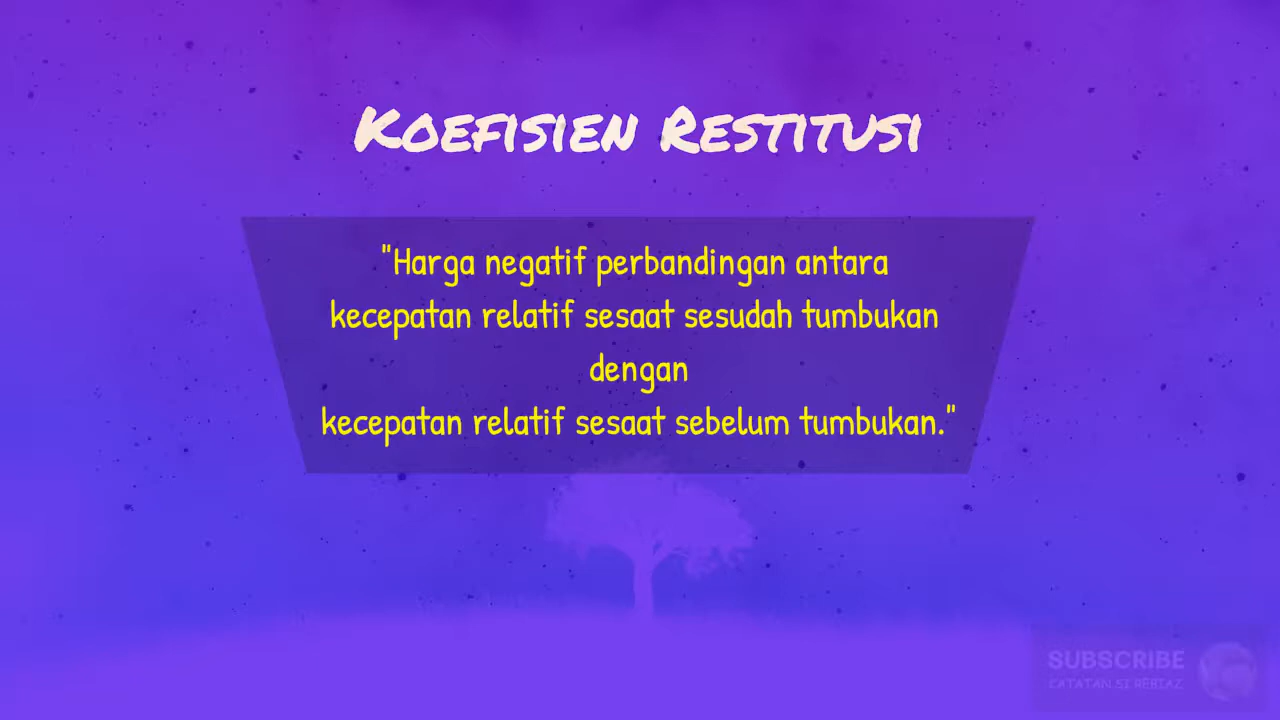 KOEFISIEN RESTITUSI
"Harga negatif perbandingan antara
kecepatan relatif sesaat sesudah tumbukan
dengan
kecepatan relatif sesaat sebelum tumbukan."
SUBSCRIBE
CATATAN SI